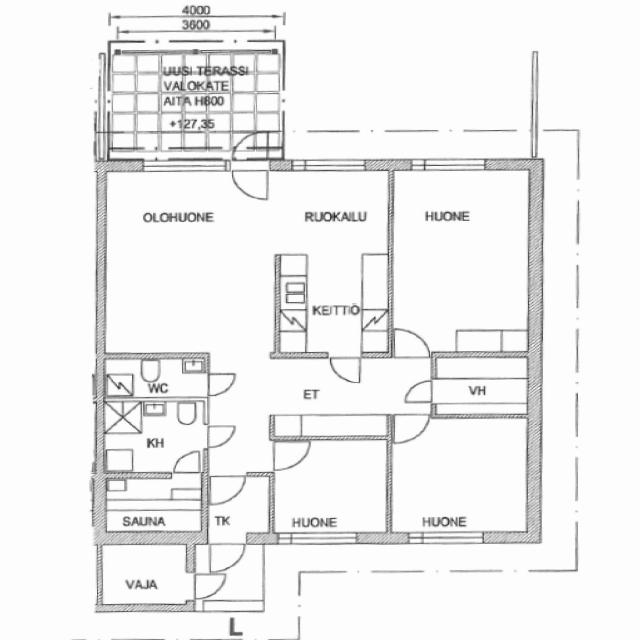 4000
3600
UUSI TERASSI
VALOKATE
AITA H800
+127,35
OLOHUONE
RUOKAILU
HUONE
KEITTIÖ
WC
ET
VH
KH
SAUNA
TK
HUONE
HUONE
VAJA
L